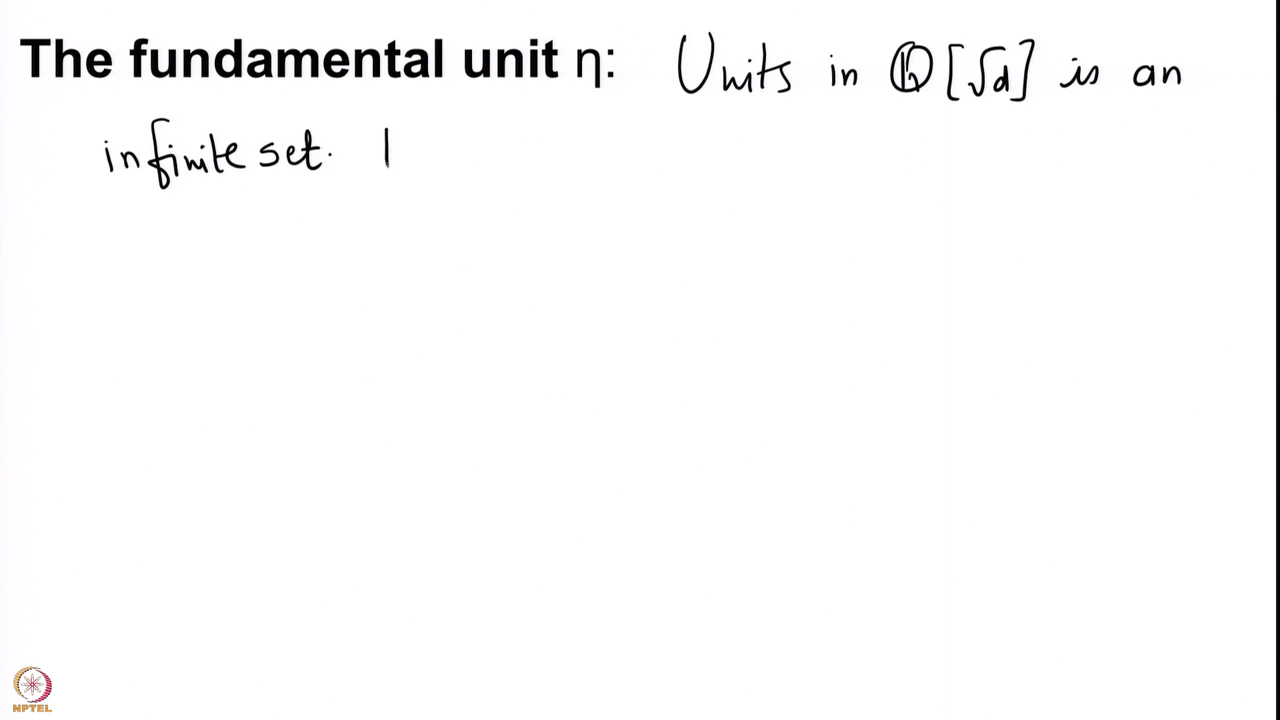 The fundamental unit η: Units in ℚ[√d] is an
infinite set.
NPTEL